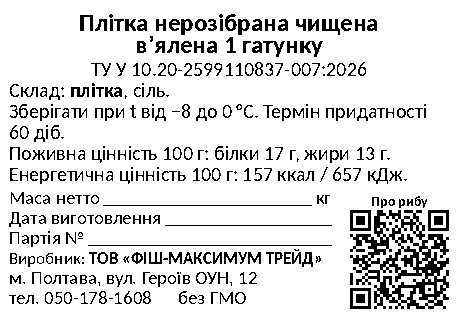 Плітка нерозібрана чищена
в’ялена 1 гатунку
ТУ У 10.20-2599110837-007:2026
Склад: плітка, сіль.
Зберігати при t від −8 до 0 °С. Термін придатності
60 діб.
Поживна цінність 100 г: білки 17 г, жири 13 г.
Енергетична цінність 100 г: 157 ккал / 657 кДж.
Маса нетто ________________________ кг
Про рибу
Дата виготовлення ___________________
Партія № ____________________________
Виробник: ТОВ «ФІШ-МАКСИМУМ ТРЕЙД»
м. Полтава, вул. Героїв ОУН, 12
тел. 050-178-1608 без ГМО